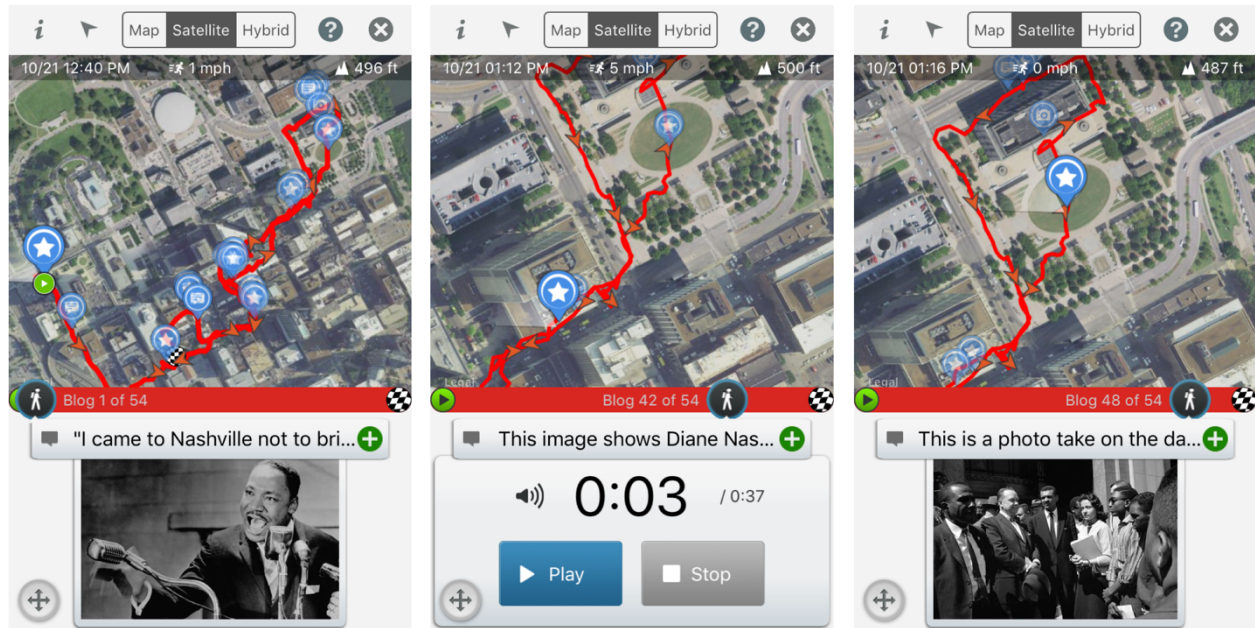 i Map Satellite Hybrid ?
10/21 12:40 PM 1 mph 496 ft
Blog 1 of 54
"I came to Nashville not to bri...
i Map Satellite Hybrid ?
10/21 01:12 PM 5 mph 500 ft
Legal
Blog 42 of 54
This image shows Diane Nas...
0:03 / 0:37
Play Stop
i Map Satellite Hybrid ?
10/21 01:16 PM 0 mph 487 ft
Legal
Blog 48 of 54
This is a photo take on the da...